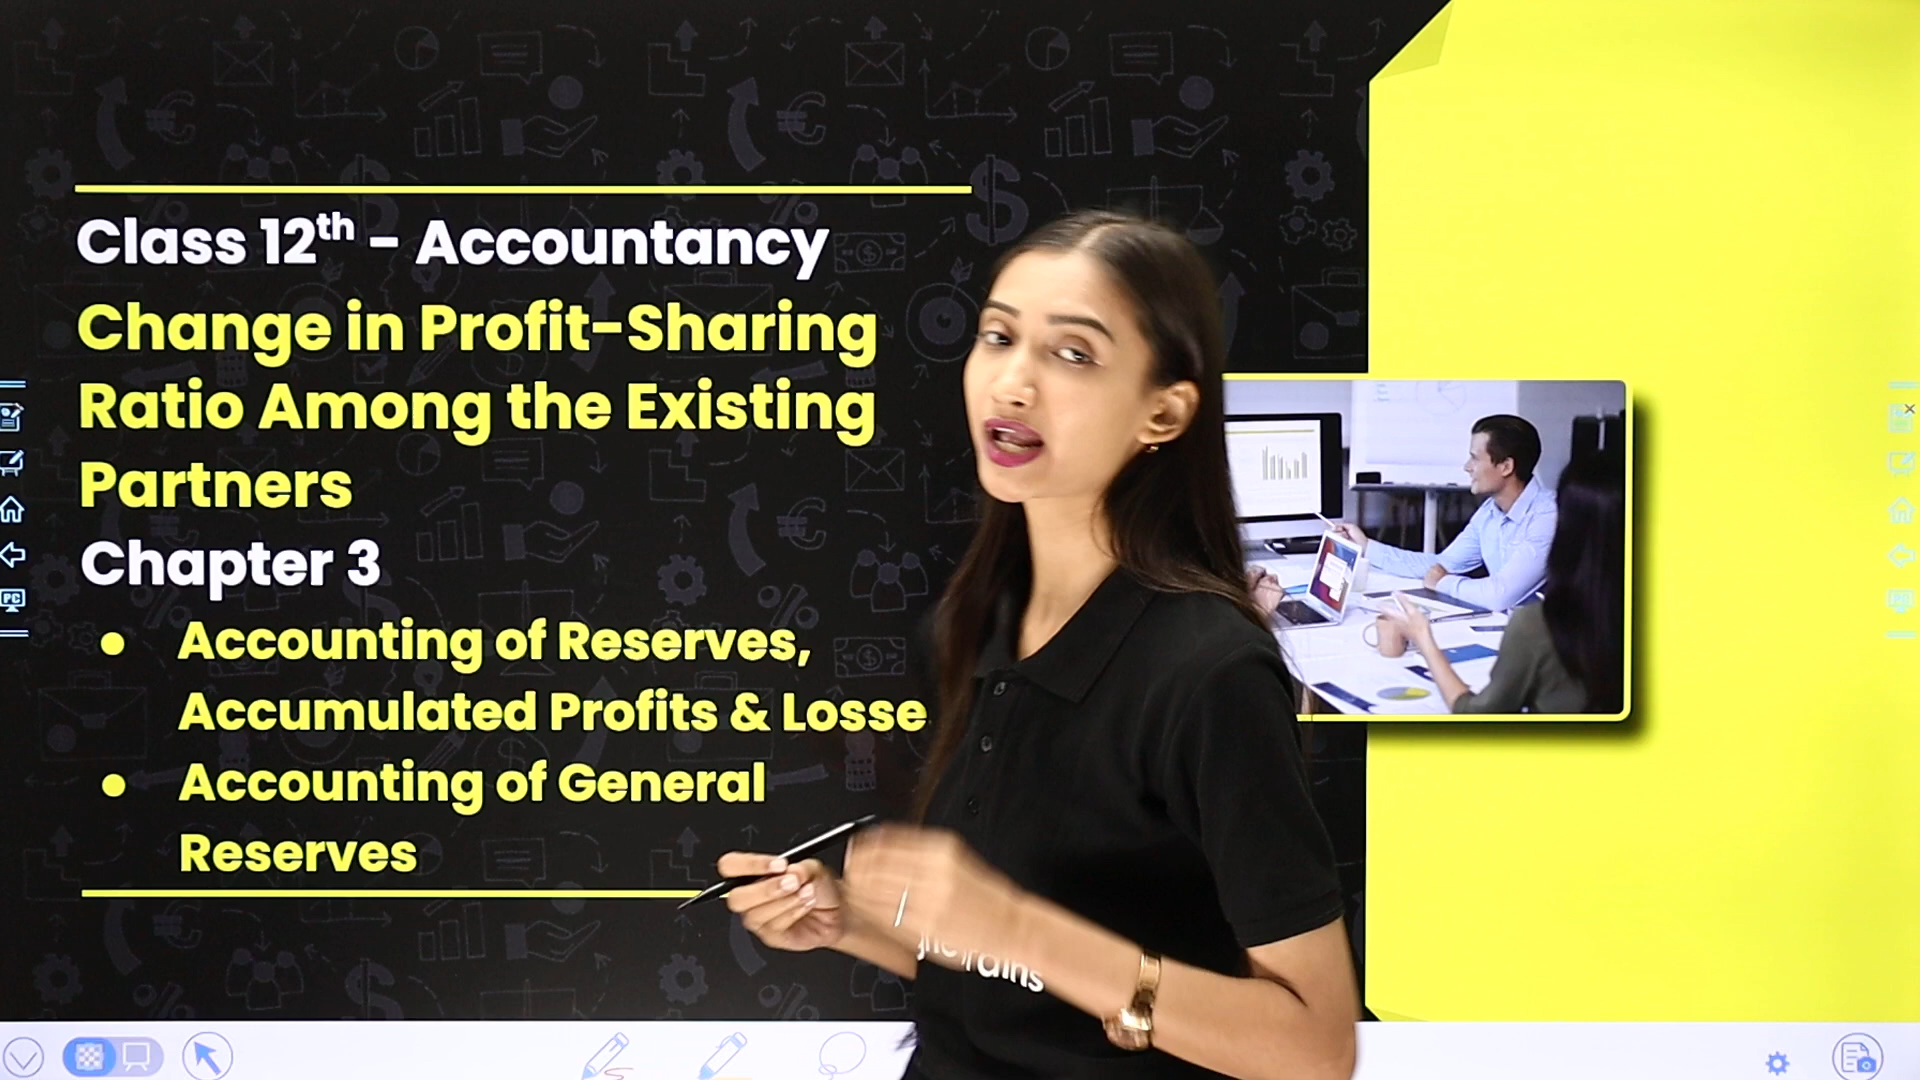 Class 12th - Accountancy
Change in Profit-Sharing
Ratio Among the Existing
Partners
Chapter 3
• Accounting of Reserves,
Accumulated Profits & Losse
• Accounting of General
Reserves
PC